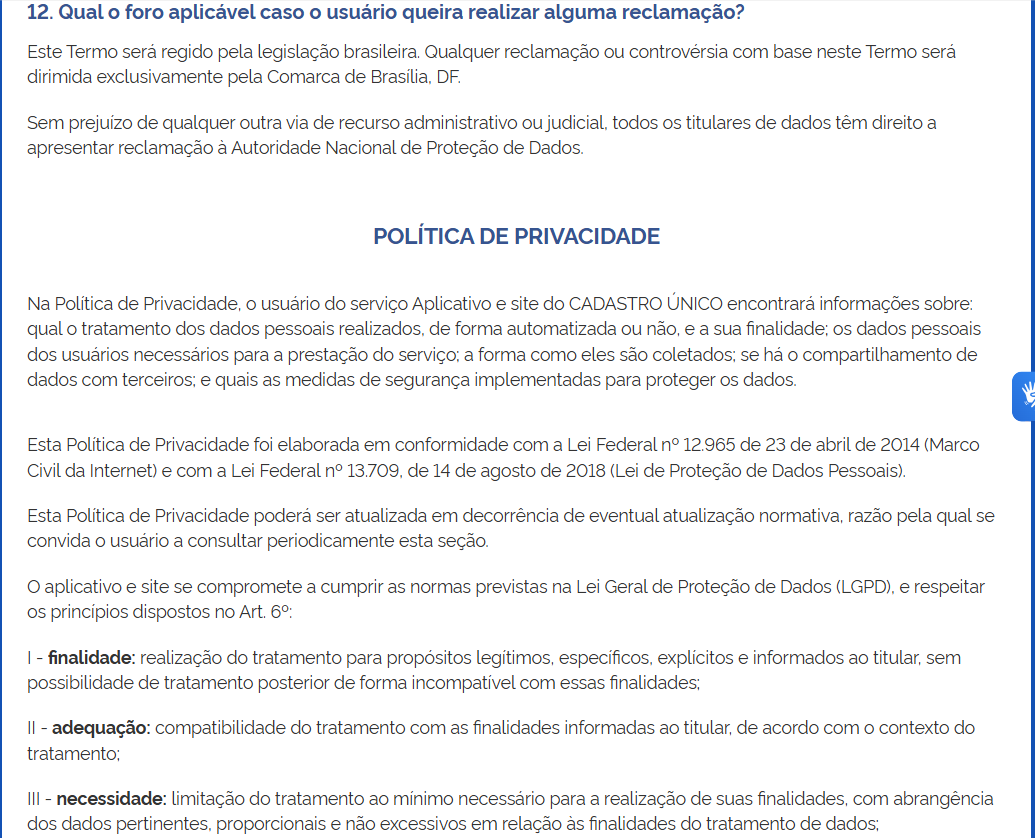 12. Qual o foro aplicável caso o usuário queira realizar alguma reclamação?
Este Termo será regido pela legislação brasileira. Qualquer reclamação ou controvérsia com base neste Termo será
dirimida exclusivamente pela Comarca de Brasília, DF.
Sem prejuízo de qualquer outra via de recurso administrativo ou judicial, todos os titulares de dados têm direito a
apresentar reclamação à Autoridade Nacional de Proteção de Dados.
POLÍTICA DE PRIVACIDADE
Na Política de Privacidade, o usuário do serviço Aplicativo e site do CADASTRO ÚNICO encontrará informações sobre:
qual o tratamento dos dados pessoais realizados, de forma automatizada ou não, e a sua finalidade; os dados pessoais
dos usuários necessários para a prestação do serviço; a forma como eles são coletados; se há o compartilhamento de
dados com terceiros; e quais as medidas de segurança implementadas para proteger os dados.
Esta Política de Privacidade foi elaborada em conformidade com a Lei Federal nº 12.965 de 23 de abril de 2014 (Marco
Civil da Internet) e com a Lei Federal nº 13.709, de 14 de agosto de 2018 (Lei de Proteção de Dados Pessoais).
Esta Política de Privacidade poderá ser atualizada em decorrência de eventual atualização normativa, razão pela qual se
convida o usuário a consultar periodicamente esta seção.
O aplicativo e site se compromete a cumprir as normas previstas na Lei Geral de Proteção de Dados (LGPD), e respeitar
os princípios dispostos no Art. 6º:
I - finalidade: realização do tratamento para propósitos legítimos, específicos, explícitos e informados ao titular, sem
possibilidade de tratamento posterior de forma incompatível com essas finalidades;
II - adequação: compatibilidade do tratamento com as finalidades informadas ao titular, de acordo com o contexto do
tratamento;
III - necessidade: limitação do tratamento ao mínimo necessário para a realização de suas finalidades, com abrangência
dos dados pertinentes, proporcionais e não excessivos em relação às finalidades do tratamento de dados;